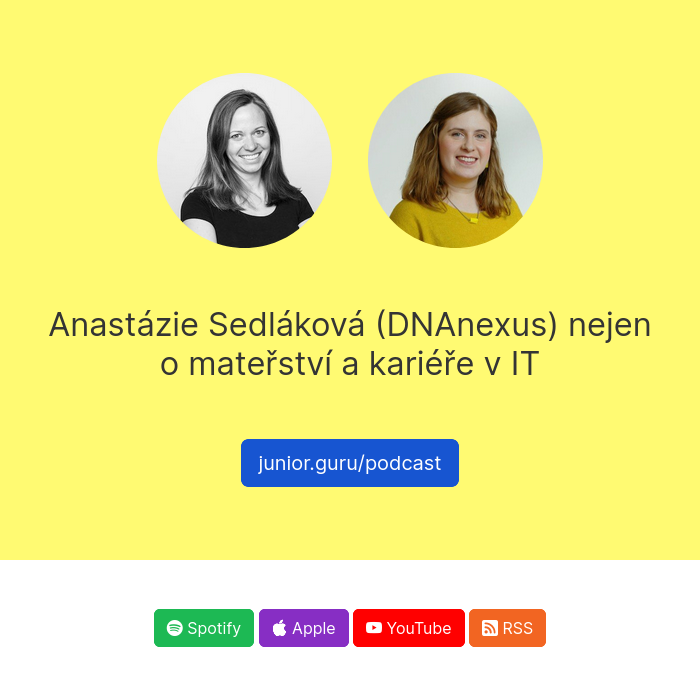 Anastázie Sedláková (DNAnexus) nejen
o mateřství a kariéře v IT
junior.guru/podcast
Spotify Apple YouTube RSS